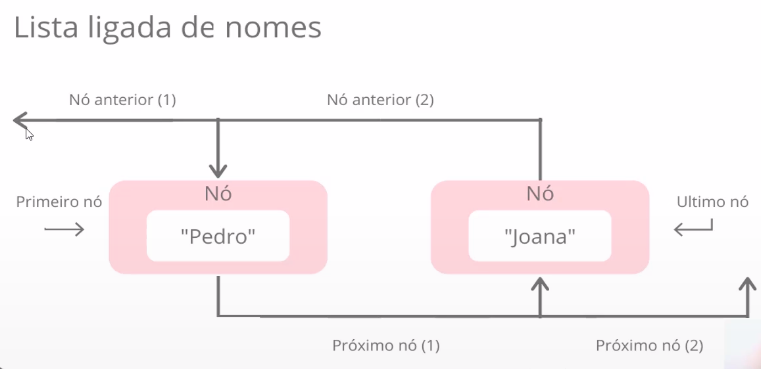 Lista ligada de nomes
Nó anterior (1)
Nó anterior (2)
Primeiro nó
Nó
"Pedro"
Nó
"Joana"
Ultimo nó
Próximo nó (1)
Próximo nó (2)